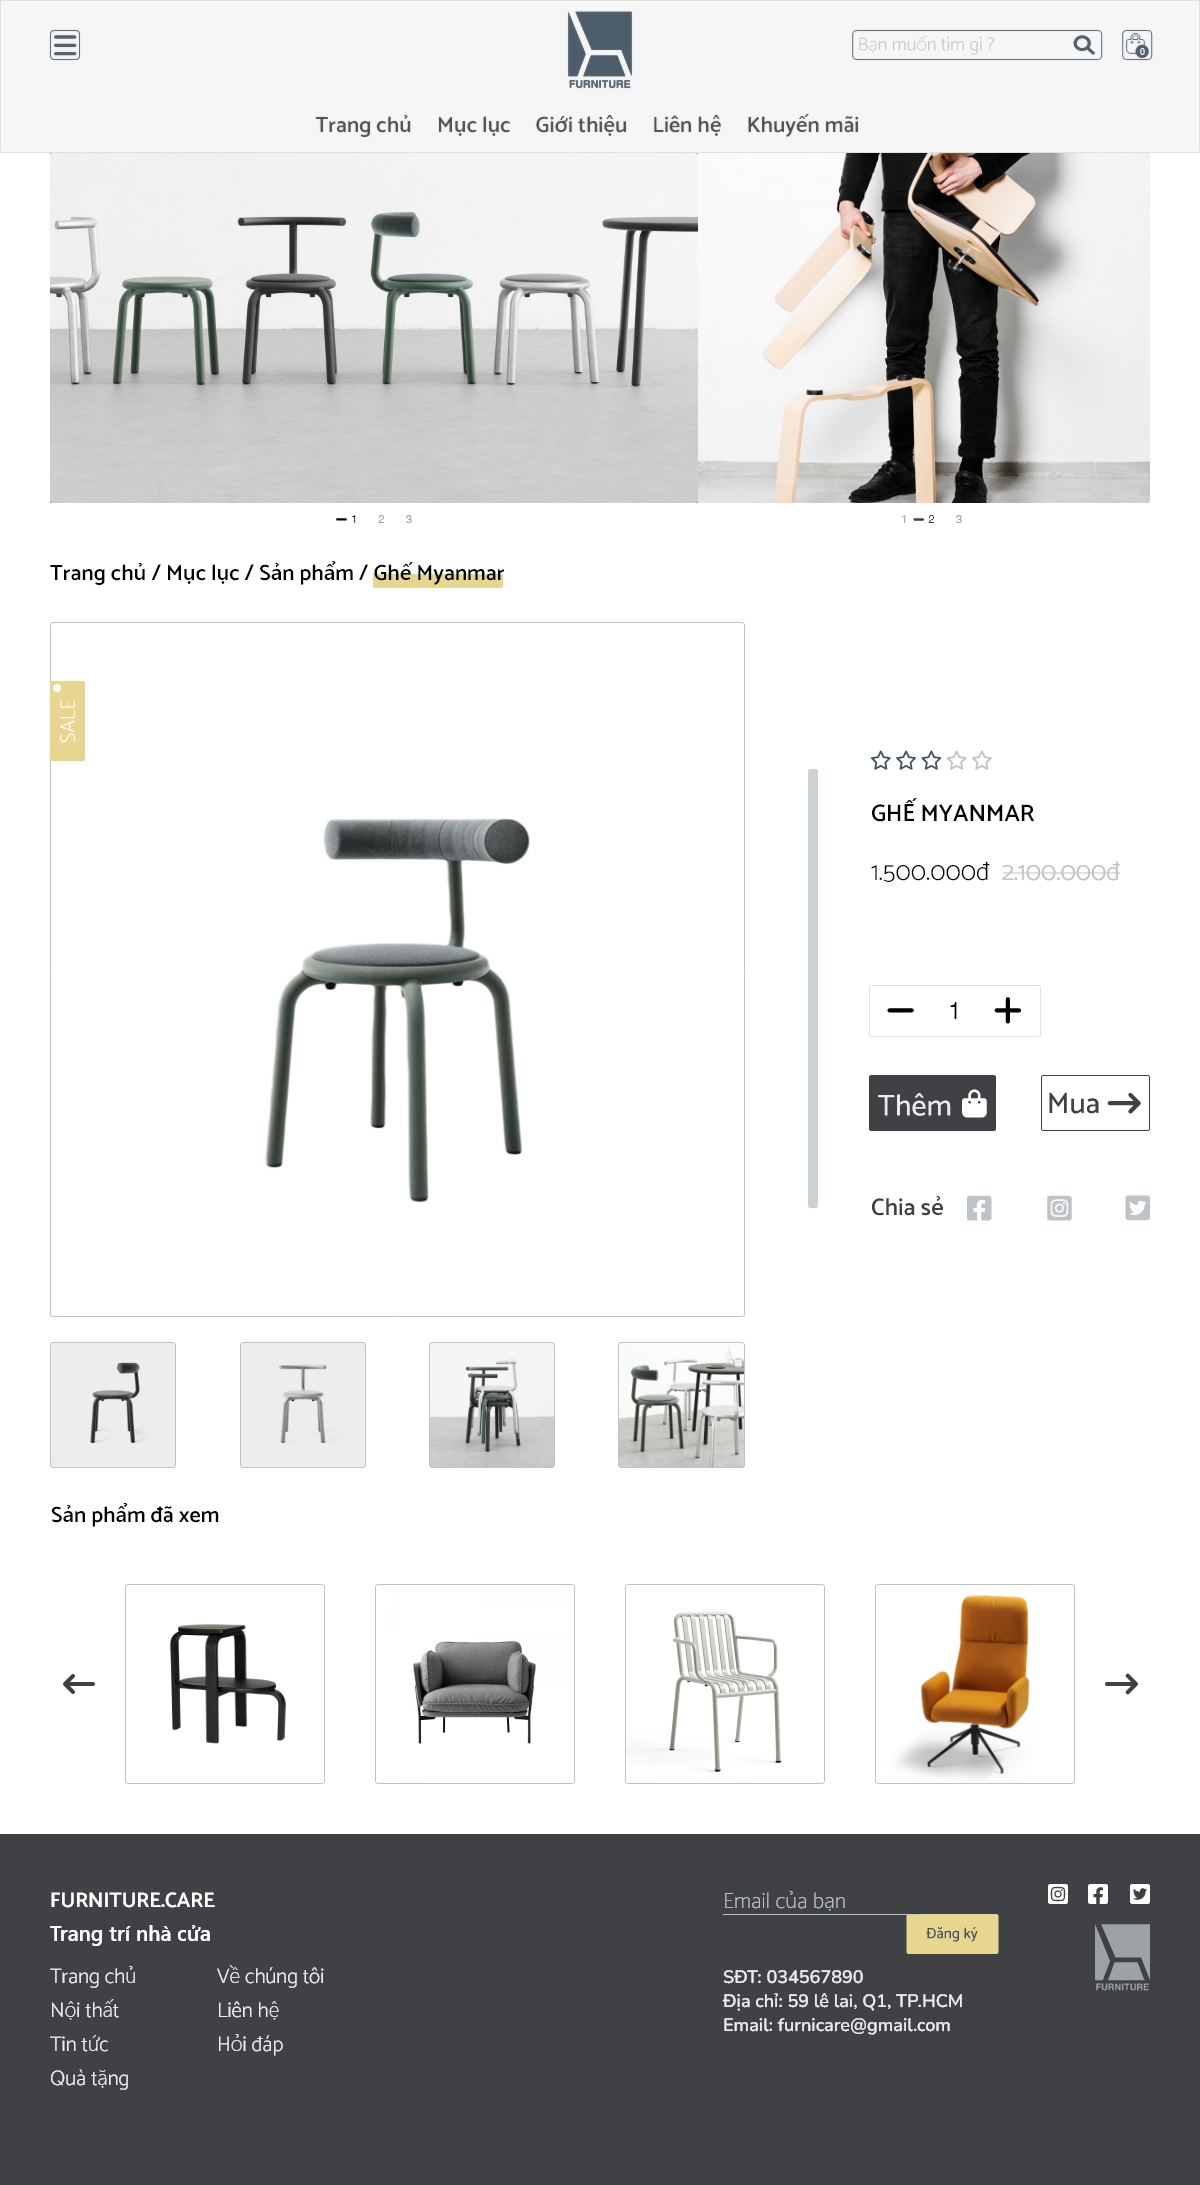 FURNITURE
Bạn muốn tìm gì ?
0
Trang chủ Mục lục Giới thiệu Liên hệ Khuyến mãi
1 2 3
1 2 3
Trang chủ / Mục lục / Sản phẩm / Ghế Myanmar
SALE
GHẾ MYANMAR
1.500.000đ 2.100.000đ
1
Thêm
Mua
Chia sẻ
Sản phẩm đã xem
FURNITURE.CARE
Trang trí nhà cửa
Trang chủ
Nội thất
Tin tức
Quà tặng
Về chúng tôi
Liên hệ
Hỏi đáp
Email của bạn
Đăng ký
SĐT: 034567890
Địa chỉ: 59 lê lai, Q1, TP.HCM
Email: furnicare@gmail.com
FURNITURE